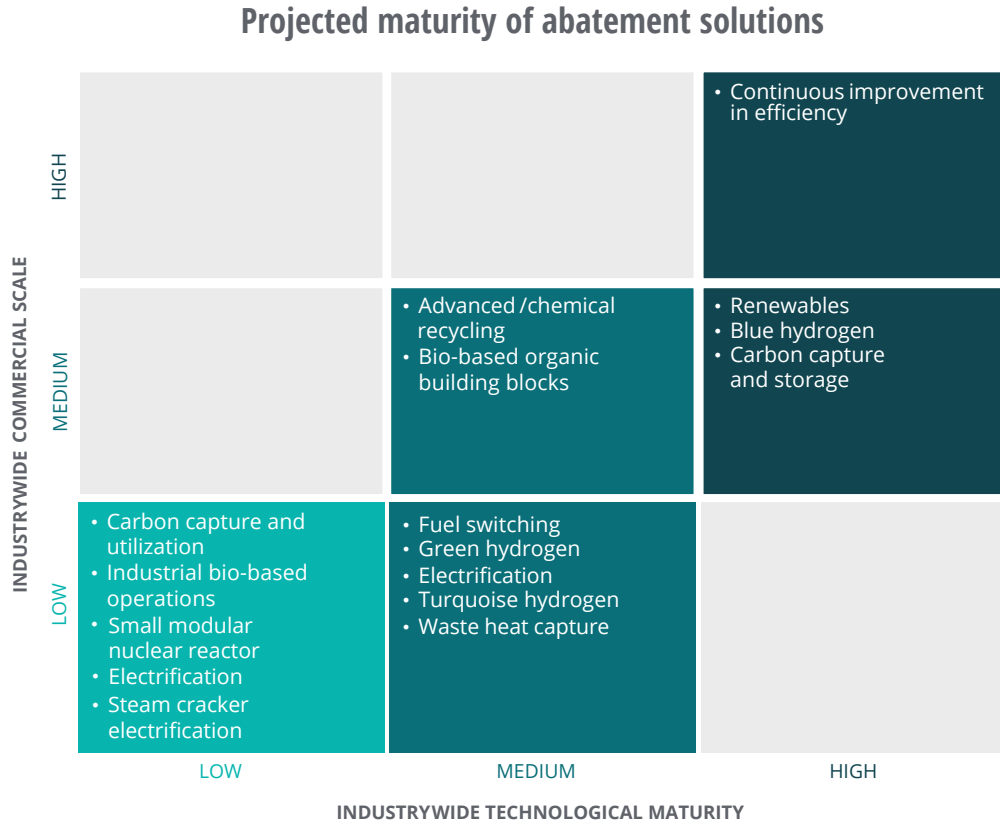 Projected maturity of abatement solutions
INDUSTRYWIDE COMMERCIAL SCALE
HIGH
• Continuous improvement
in efficiency
MEDIUM
• Advanced/chemical
recycling
• Bio-based organic
building blocks
• Renewables
• Blue hydrogen
• Carbon capture
and storage
LOW
• Carbon capture and
utilization
• Industrial bio-based
operations
• Small modular
nuclear reactor
• Electrification
• Steam cracker
electrification
• Fuel switching
• Green hydrogen
• Electrification
• Turquoise hydrogen
• Waste heat capture
LOW
MEDIUM
HIGH
INDUSTRYWIDE TECHNOLOGICAL MATURITY